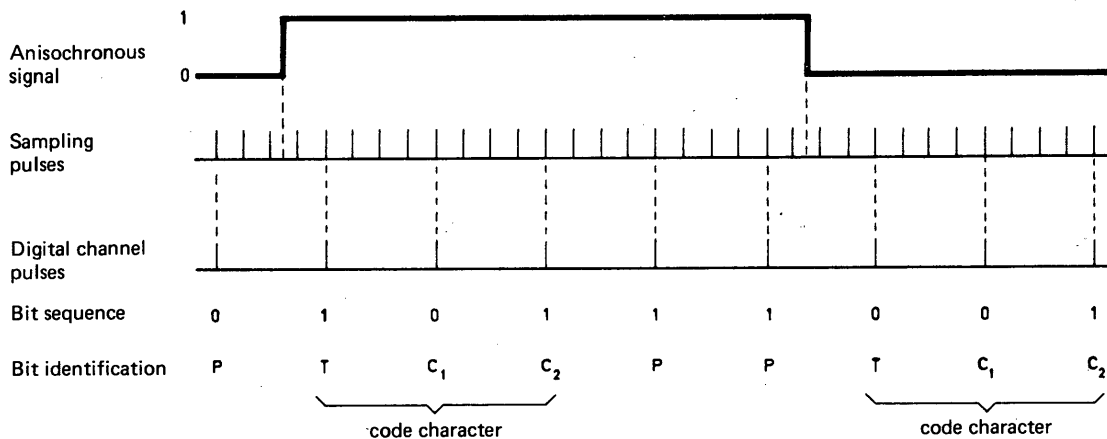 1
Anisochronous
signal
0
Sampling
pulses
Digital channel
pulses
Bit sequence 0 1 0 1 1 1 0 0 1
Bit identification P T C₁ C₂ P P T C₁ C₂
code character code character